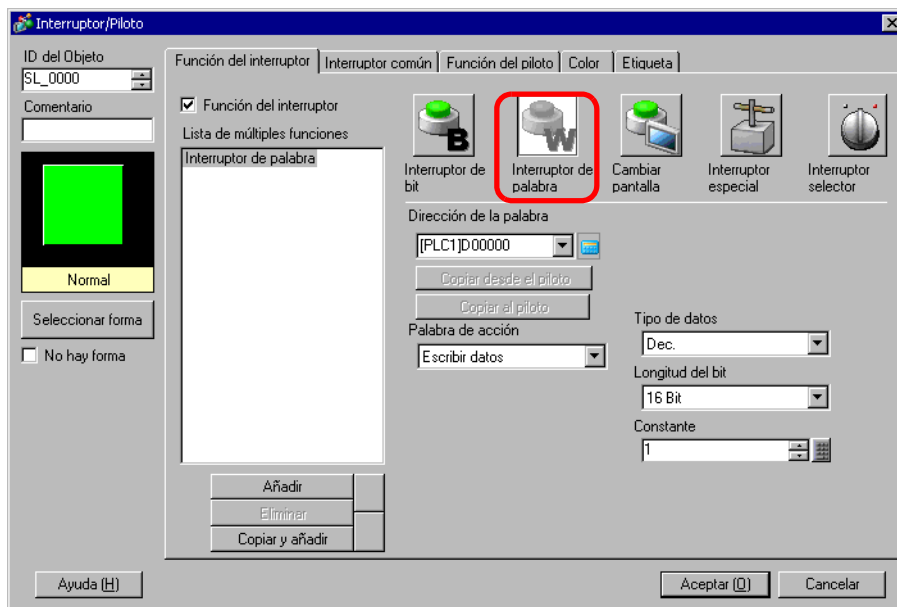 Interruptor/Piloto
ID del Objeto
SL_0000
Comentario
Normal
Seleccionar forma
No hay forma
Función del interruptor
Interruptor común
Función del piloto
Color
Etiqueta
Función del interruptor
Lista de múltiples funciones
Interruptor de palabra
Añadir
Eliminar
Copiar y añadir
B
Interruptor de
bit
W
Interruptor de
palabra
Cambiar
pantalla
Interruptor
especial
Interruptor
selector
Dirección de la palabra
[PLC1]D00000
Copiar desde el piloto
Copiar al piloto
Palabra de acción
Escribir datos
Tipo de datos
Dec.
Longitud del bit
16 Bit
Constante
1
Ayuda (H)
Aceptar (O)
Cancelar